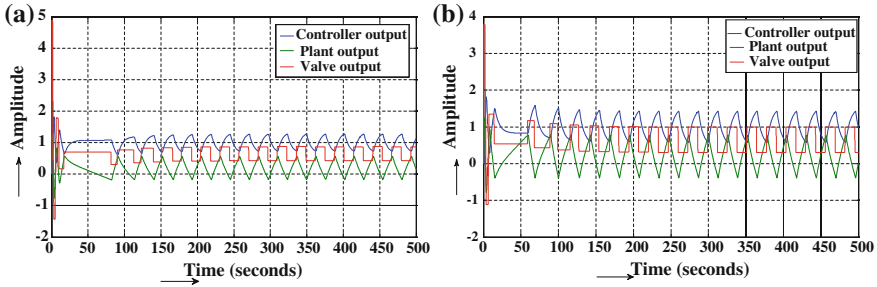 (a)
Amplitude
5
4
3
2
1
0
-1
-2
Controller output
Plant output
Valve output
0 50 100 150 200 250 300 350 400 450 500
Time (seconds)
(b)
Amplitude
4
3
2
1
0
-1
-2
Controller output
Plant output
Valve output
0 50 100 150 200 250 300 350 400 450 500
Time (seconds)